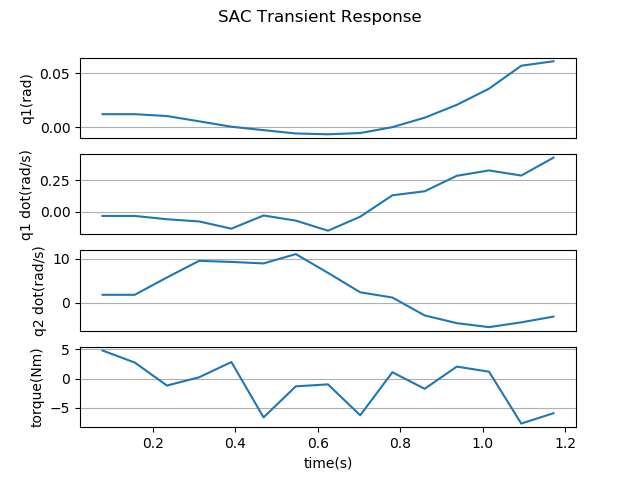 SAC Transient Response
q1(rad)
0.05
0.00
q1 dot(rad/s)
0.25
0.00
q2 dot(rad/s)
10
0
torque(Nm)
5
0
−5
0.2 0.4 0.6 0.8 1.0 1.2
time(s)